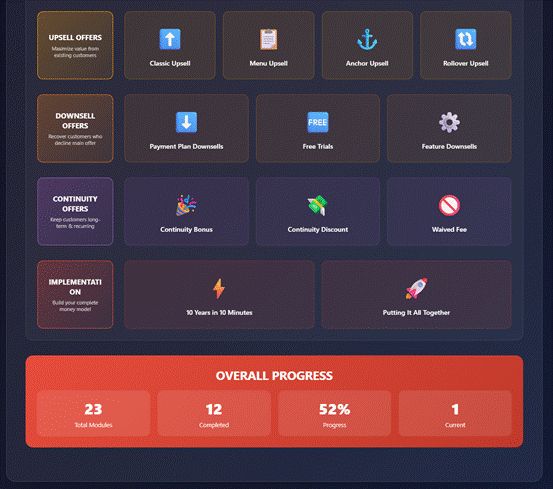 UPSELL OFFERS
Maximize value from
existing customers
Classic Upsell
Menu Upsell
Anchor Upsell
Rollover Upsell
DOWNSELL
OFFERS
Recover customers who
decline main offer
Payment Plan Downsells
FREE
Free Trials
Feature Downsells
CONTINUITY
OFFERS
Keep customers long-
term & recurring
Continuity Bonus
Continuity Discount
Waived Fee
IMPLEMENTATI
ON
Build your complete
money model
10 Years in 10 Minutes
Putting It All Together
OVERALL PROGRESS
23
Total Modules
12
Completed
52%
Progress
1
Current